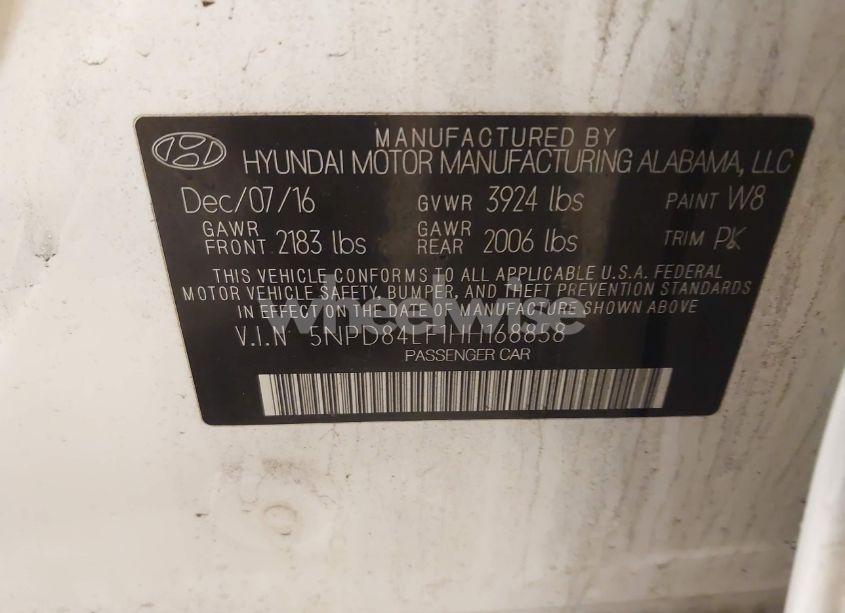 MANUFACTURED BY
HYUNDAI MOTOR MANUFACTURING ALABAMA, LLC
Dec/07/16 GVWR 3924 lbs PAINT W8
GAWR FRONT 2183 lbs GAWR REAR 2006 lbs TRIM PK
THIS VEHICLE CONFORMS TO ALL APPLICABLE U.S.A. FEDERAL
MOTOR VEHICLE SAFETY, BUMPER, AND THEFT PREVENTION STANDARDS
IN EFFECT ON THE DATE OF MANUFACTURE SHOWN ABOVE
wheelwise
V.I.N 5NPD84LF1HH168858
PASSENGER CAR